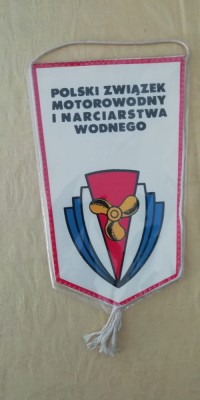 POLSKI ZWIĄZEK
MOTOROWODNY
I NARCIARSTWA
WODNEGO